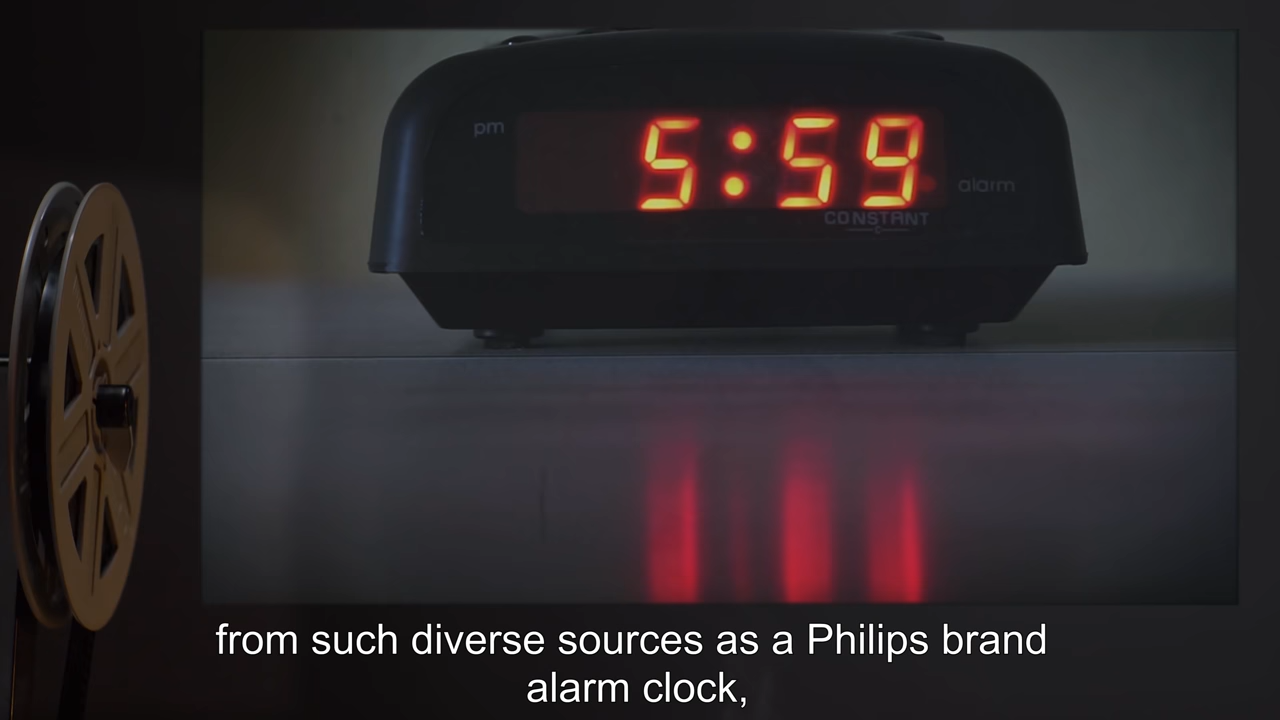 pm
5:59
alarm
CONSTANT
from such diverse sources as a Philips brand
alarm clock,